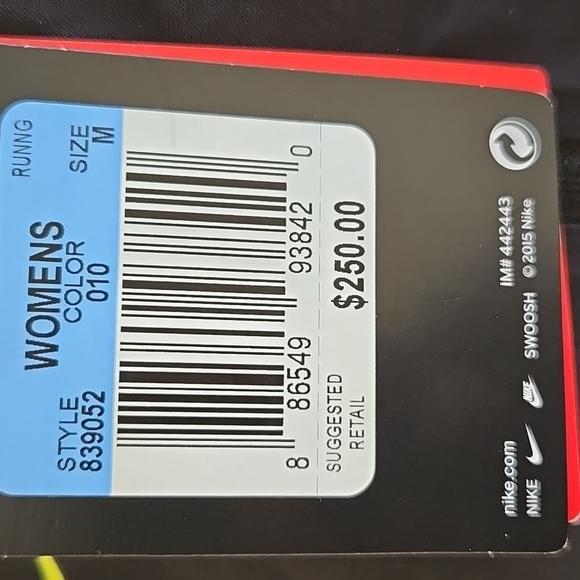 WOMENS
RUNNG
STYLE
COLOR
SIZE
839052
010
M
8 86549 93842 0
SUGGESTED
RETAIL
$250.00
nike.com
IM# 442443
NIKE
NIKE
SWOOSH
©2015 Nike